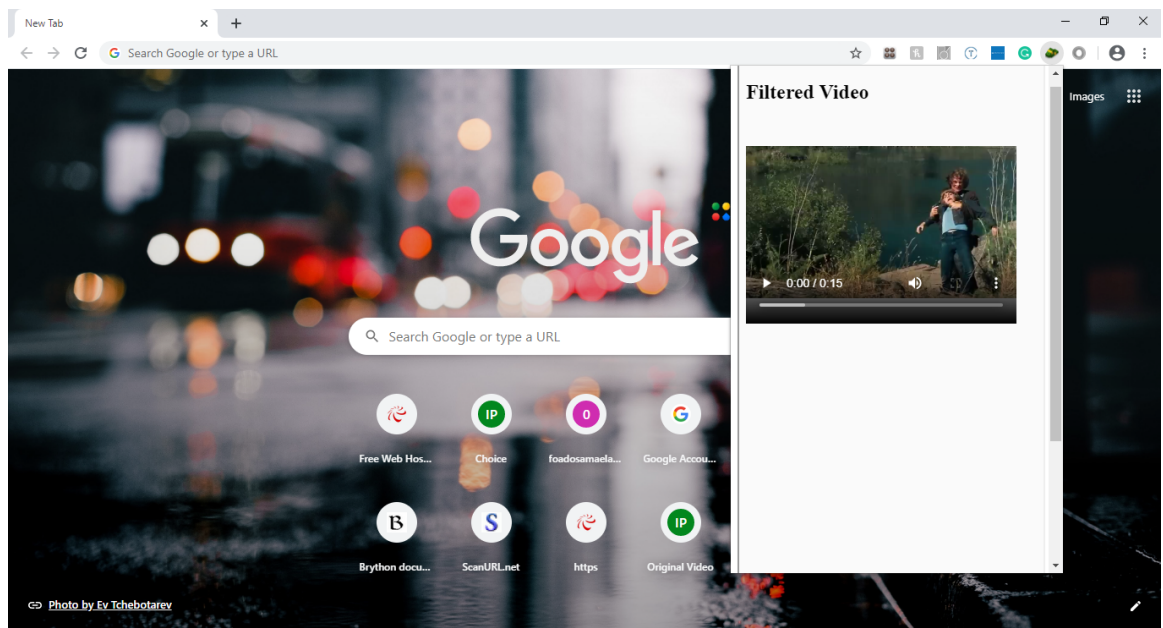 New Tab
Search Google or type a URL
Filtered Video
Images
Google
0:00 / 0:15
Search Google or type a URL
IP
0
G
Free Web Hos...
Choice
foadosamaela...
Google Accou...
B
S
IP
Brython docu...
ScanURL.net
https
Original Video
Photo by Ev Tchebotarev